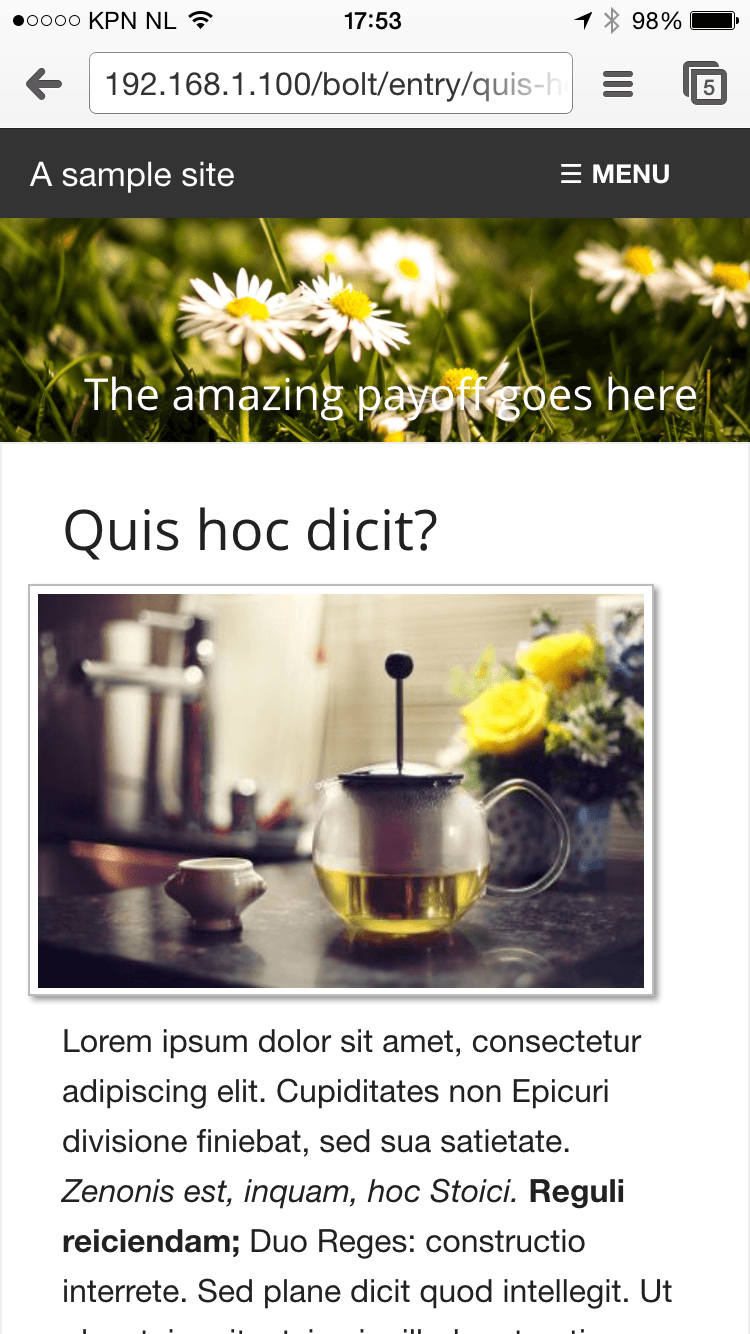 KPN NL 17:53 98%
192.168.1.100/bolt/entry/quis-h
5
A sample site ☰ MENU
The amazing payoff goes here
Quis hoc dicit?
Lorem ipsum dolor sit amet, consectetur
adipiscing elit. Cupiditates non Epicuri
divisione finiebat, sed sua satietate.
Zenonis est, inquam, hoc Stoici. Reguli
reiciendam; Duo Reges: constructio
interrete. Sed plane dicit quod intellegit. Ut